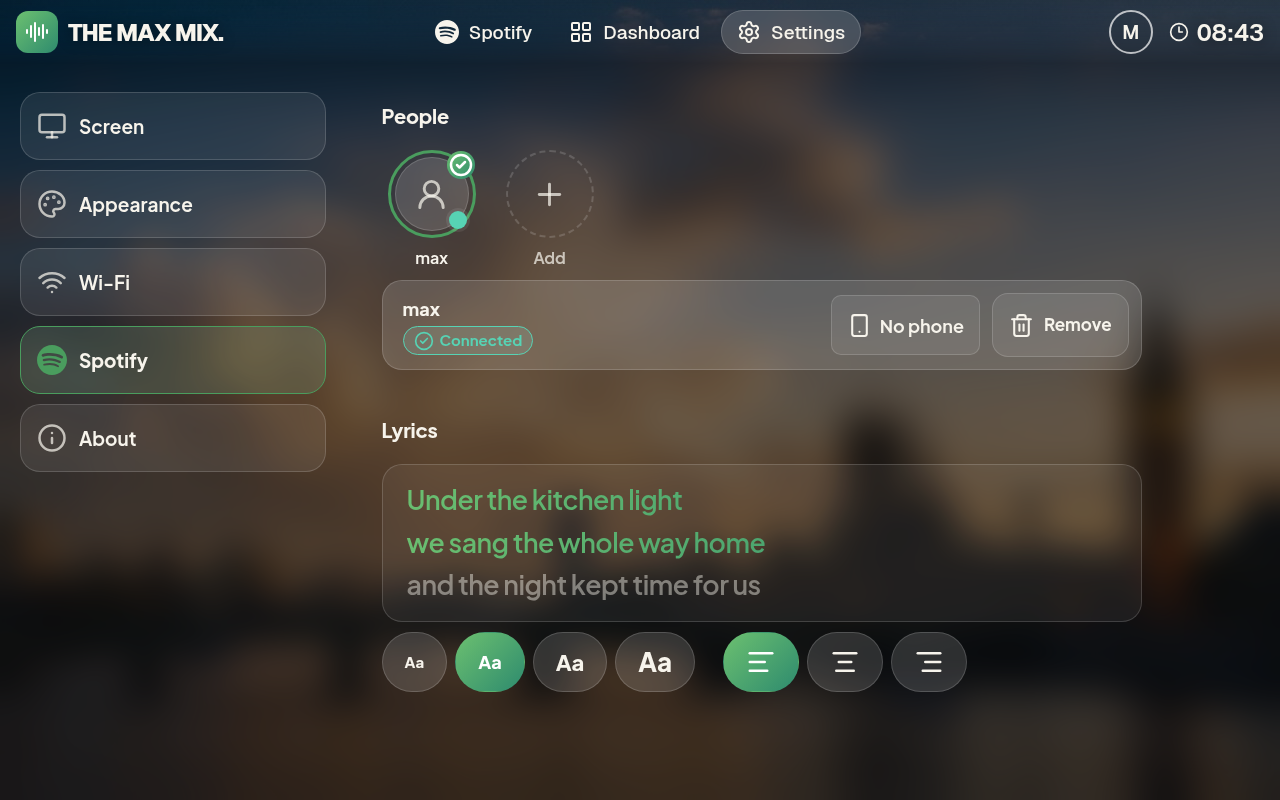 THE MAX MIX.
Spotify
Dashboard
Settings
M
08:43
Screen
Appearance
Wi-Fi
Spotify
About
People
max
Add
max
Connected
No phone
Remove
Lyrics
Under the kitchen light
we sang the whole way home
and the night kept time for us
Aa
Aa
Aa
Aa